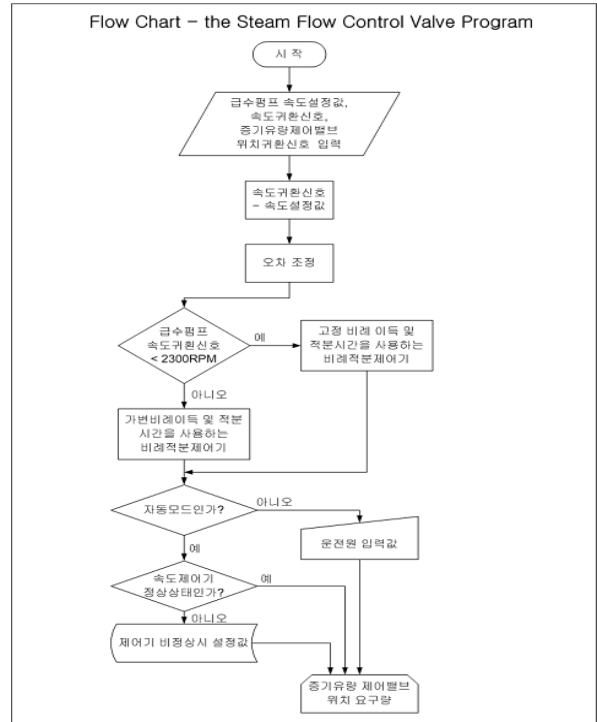 Flow Chart - the Steam Flow Control Valve Program
시 작
급수펌프 속도설정값,
속도귀환신호,
증기유량제어밸브
위치귀환신호 입력
속도귀환신호
- 속도설정값
오차 조정
급수펌프
속도귀환신호
< 2300RPM
예
고정 비례 이득 및
적분시간을 사용하는
비례적분제어기
아니오
가변비례이득 및 적분
시간을 사용하는
비례적분제어기
자동모드인가?
아니오
운전원 입력값
예
속도제어기
정상상태인가?
예
아니오
제어기 비정상시 설정값
증기유량 제어밸브
위치 요구량